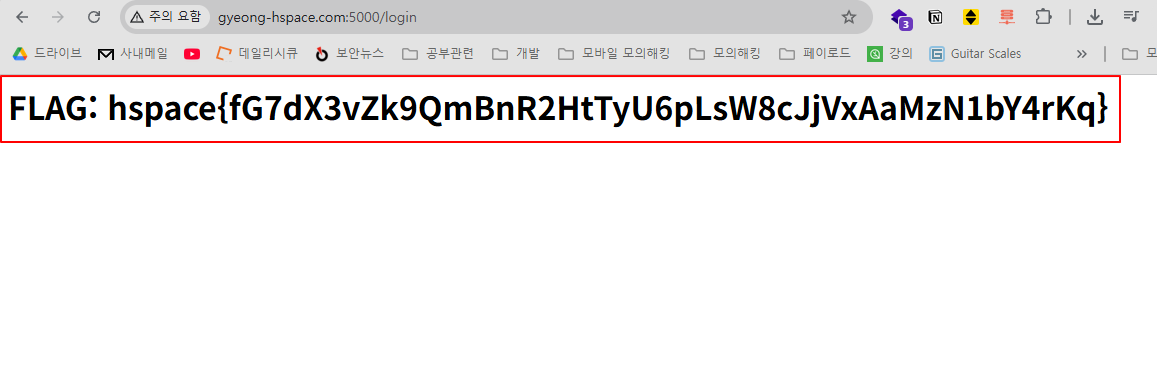 주의 요함 gyeong-hspace.com:5000/login 3
드라이브 사내메일 데일리시큐 보안뉴스 공부관련 개발 모바일 모의해킹 모의해킹 페이로드 강의 Guitar Scales » 모
FLAG: hspace{fG7dX3vZk9QmBnR2HtTyU6pLsW8cJjVxAaMzN1bY4rKq}